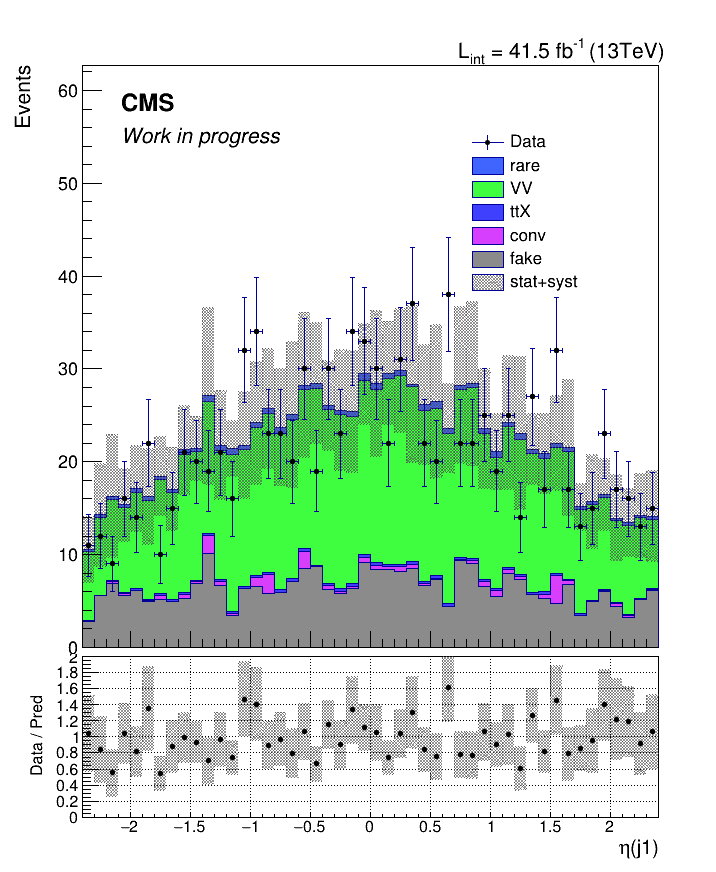 L_int = 41.5 fb^-1 (13TeV)
Events
60
50
40
30
20
10
0
CMS
Work in progress
Data
rare
VV
ttX
conv
fake
stat+syst
Data / Pred
2
1.8
1.6
1.4
1.2
1
0.8
0.6
0.4
0.2
0
−2 −1.5 −1 −0.5 0 0.5 1 1.5 2
η(j1)